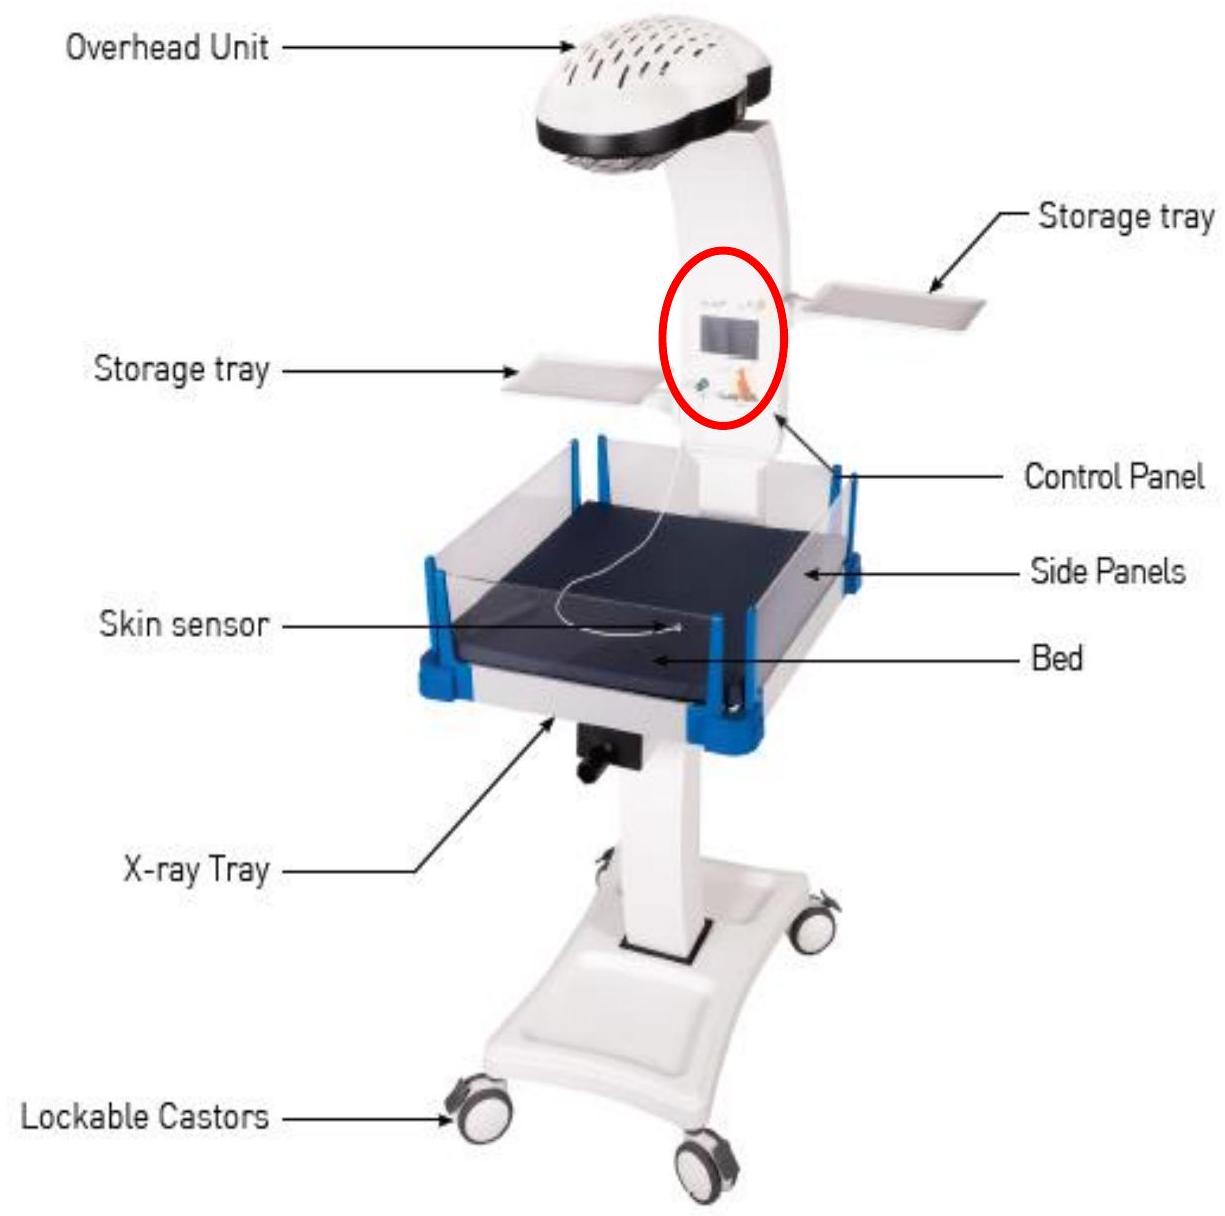 Overhead Unit
Storage tray
Storage tray
Control Panel
Side Panels
Skin sensor
Bed
X-ray Tray
Lockable Castors